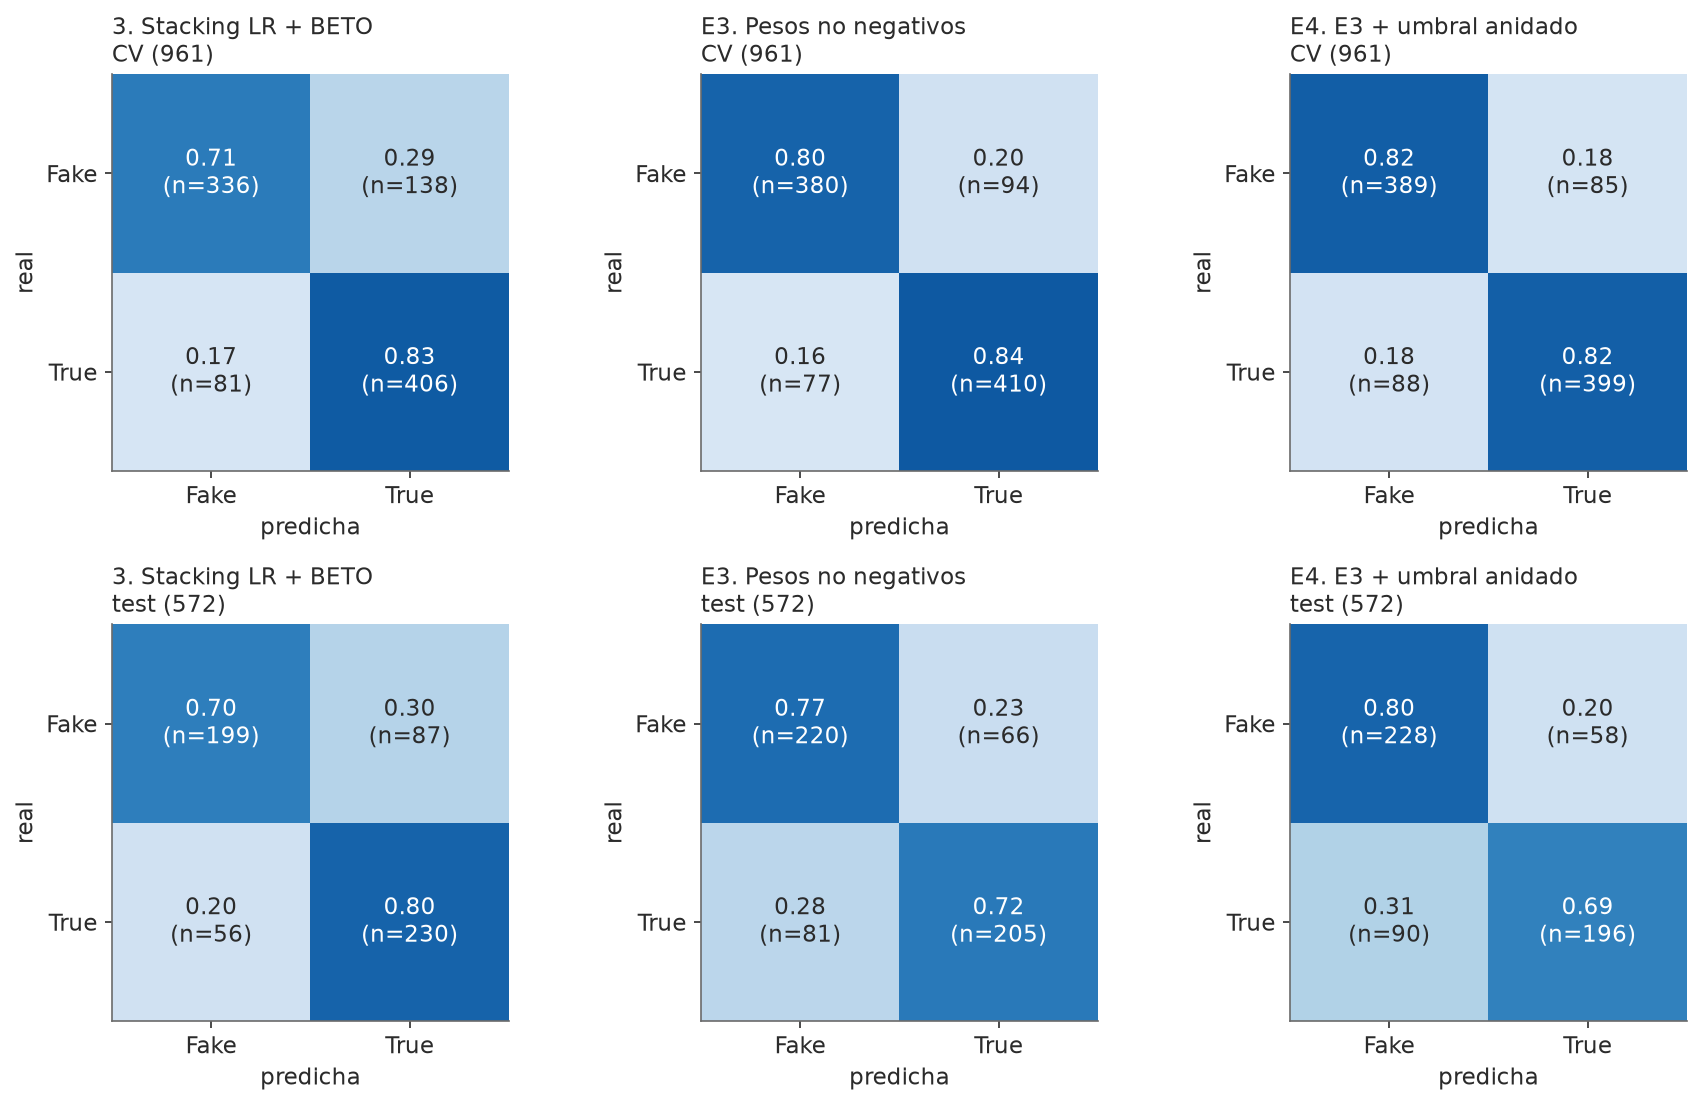 3. Stacking LR + BETO
CV (961)
Fake
0.71
(n=336)
0.29
(n=138)
real
True
0.17
(n=81)
0.83
(n=406)
Fake
True
predicha
E3. Pesos no negativos
CV (961)
Fake
0.80
(n=380)
0.20
(n=94)
real
True
0.16
(n=77)
0.84
(n=410)
Fake
True
predicha
E4. E3 + umbral anidado
CV (961)
Fake
0.82
(n=389)
0.18
(n=85)
real
True
0.18
(n=88)
0.82
(n=399)
Fake
True
predicha
3. Stacking LR + BETO
test (572)
Fake
0.70
(n=199)
0.30
(n=87)
real
True
0.20
(n=56)
0.80
(n=230)
Fake
True
predicha
E3. Pesos no negativos
test (572)
Fake
0.77
(n=220)
0.23
(n=66)
real
True
0.28
(n=81)
0.72
(n=205)
Fake
True
predicha
E4. E3 + umbral anidado
test (572)
Fake
0.80
(n=228)
0.20
(n=58)
real
True
0.31
(n=90)
0.69
(n=196)
Fake
True
predicha